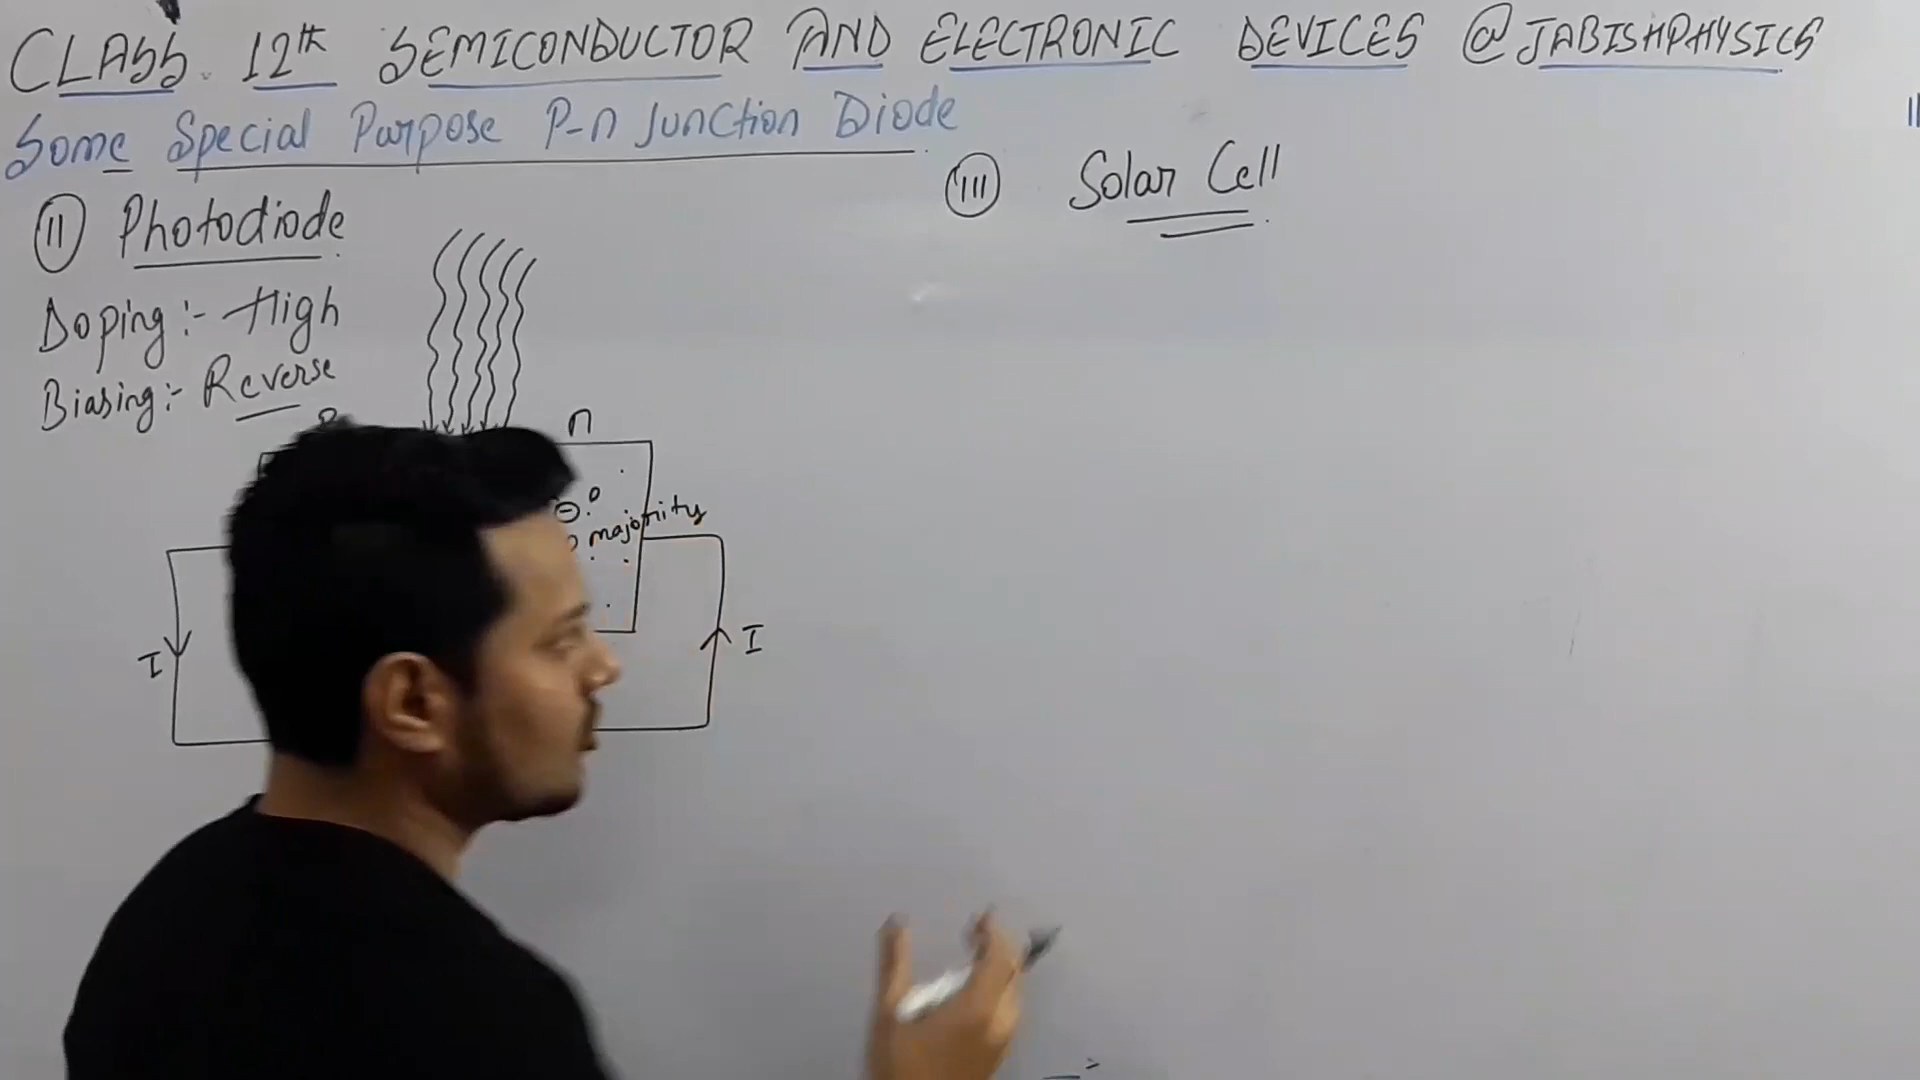 CLASS 12th SEMICONDUCTOR AND ELECTRONIC DEVICES @JABISHPHYSICS
Some Special Purpose P-n Junction Diode
II Photodiode
III Solar Cell
Doping :- High
Biasing :- Reverse
n
majority
I
I